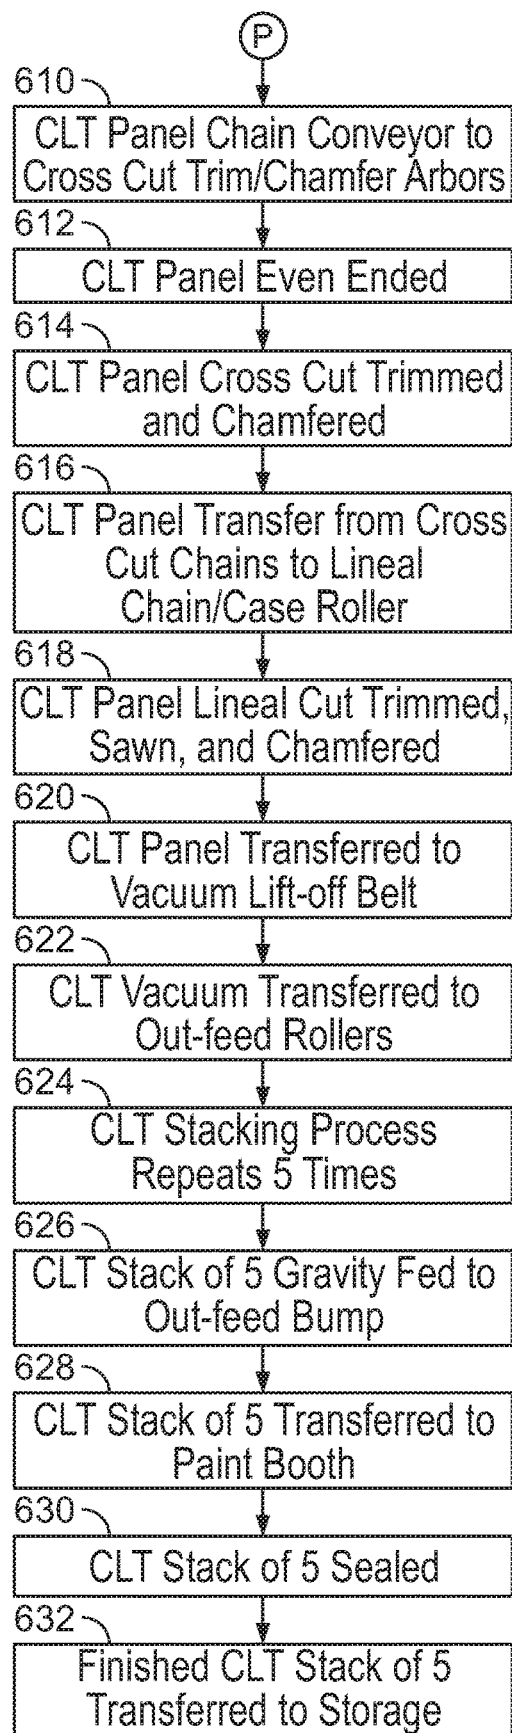 P
610
CLT Panel Chain Conveyor to
Cross Cut Trim/Chamfer Arbors
612
CLT Panel Even Ended
614
CLT Panel Cross Cut Trimmed
and Chamfered
616
CLT Panel Transfer from Cross
Cut Chains to Lineal
Chain/Case Roller
618
CLT Panel Lineal Cut Trimmed,
Sawn, and Chamfered
620
CLT Panel Transferred to
Vacuum Lift-off Belt
622
CLT Vacuum Transferred to
Out-feed Rollers
624
CLT Stacking Process
Repeats 5 Times
626
CLT Stack of 5 Gravity Fed to
Out-feed Bump
628
CLT Stack of 5 Transferred to
Paint Booth
630
CLT Stack of 5 Sealed
632
Finished CLT Stack of 5
Transferred to Storage